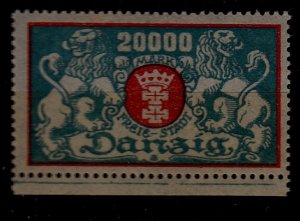 20000
MARK
FREIE-STADT
Danzig